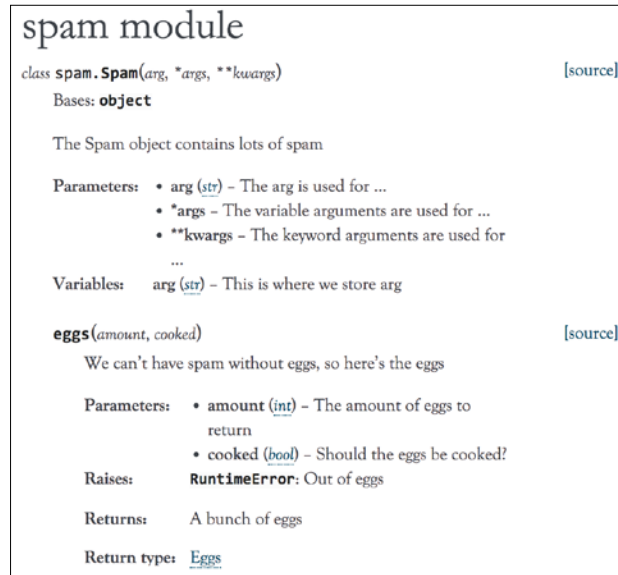 spam module
class spam.Spam(arg, *args, **kwargs) [source]
Bases: object
The Spam object contains lots of spam
Parameters: • arg (str) – The arg is used for ...
• *args – The variable arguments are used for ...
• **kwargs – The keyword arguments are used for
...
Variables: arg (str) – This is where we store arg
eggs(amount, cooked) [source]
We can't have spam without eggs, so here's the eggs
Parameters: • amount (int) – The amount of eggs to
return
• cooked (bool) – Should the eggs be cooked?
Raises: RuntimeError: Out of eggs
Returns: A bunch of eggs
Return type: Eggs